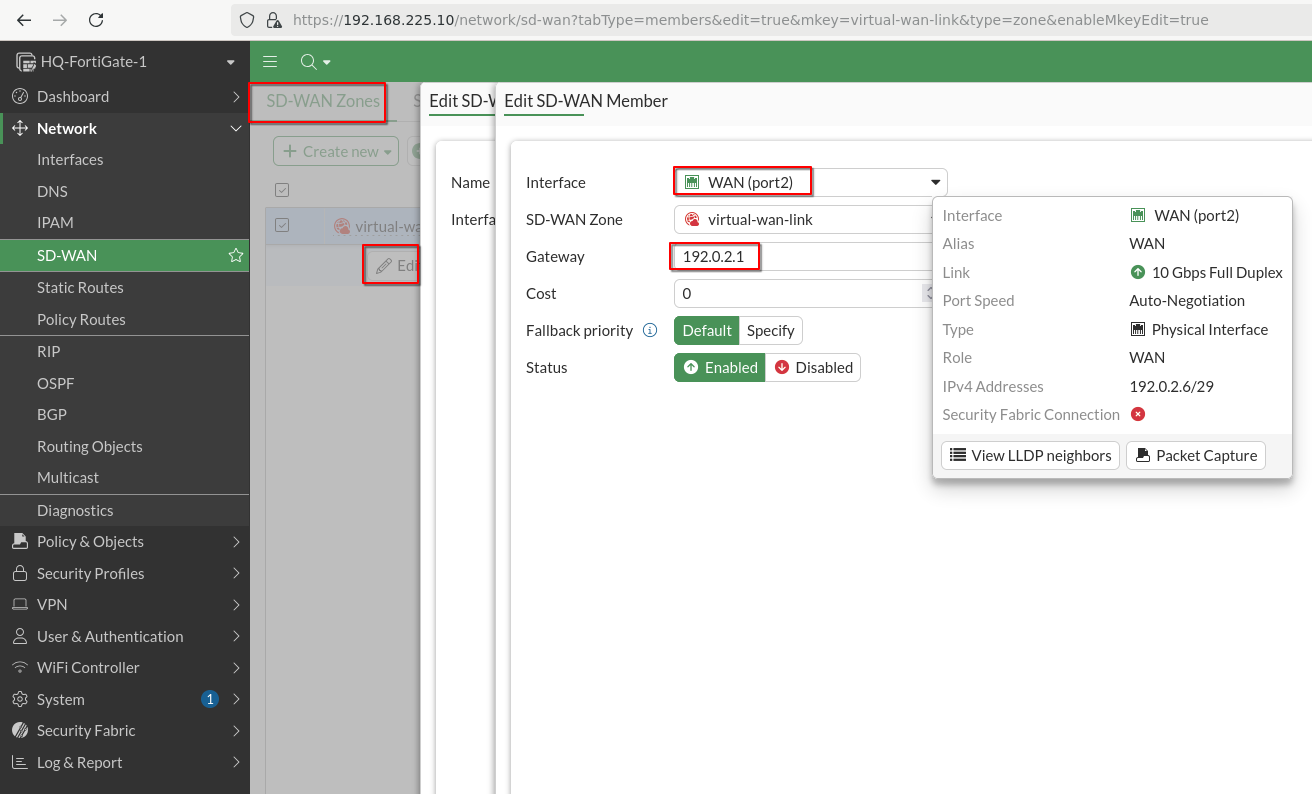 https://192.168.225.10/network/sd-wan?tabType=members&edit=true&mkey=virtual-wan-link&type=zone&enableMkeyEdit=true
HQ-FortiGate-1
Dashboard
Network
Interfaces
DNS
IPAM
SD-WAN
Static Routes
Policy Routes
RIP
OSPF
BGP
Routing Objects
Multicast
Diagnostics
Policy & Objects
Security Profiles
VPN
User & Authentication
WiFi Controller
System 1
Security Fabric
Log & Report
SD-WAN Zones S
Create new
virtual-wa
Edi
Edit SD-W
Name
Interfa
Edit SD-WAN Member
Interface WAN (port2)
SD-WAN Zone virtual-wan-link
Gateway 192.0.2.1
Cost 0
Fallback priority Default Specify
Status Enabled Disabled
Interface WAN (port2)
Alias WAN
Link 10 Gbps Full Duplex
Port Speed Auto-Negotiation
Type Physical Interface
Role WAN
IPv4 Addresses 192.0.2.6/29
Security Fabric Connection
View LLDP neighbors Packet Capture